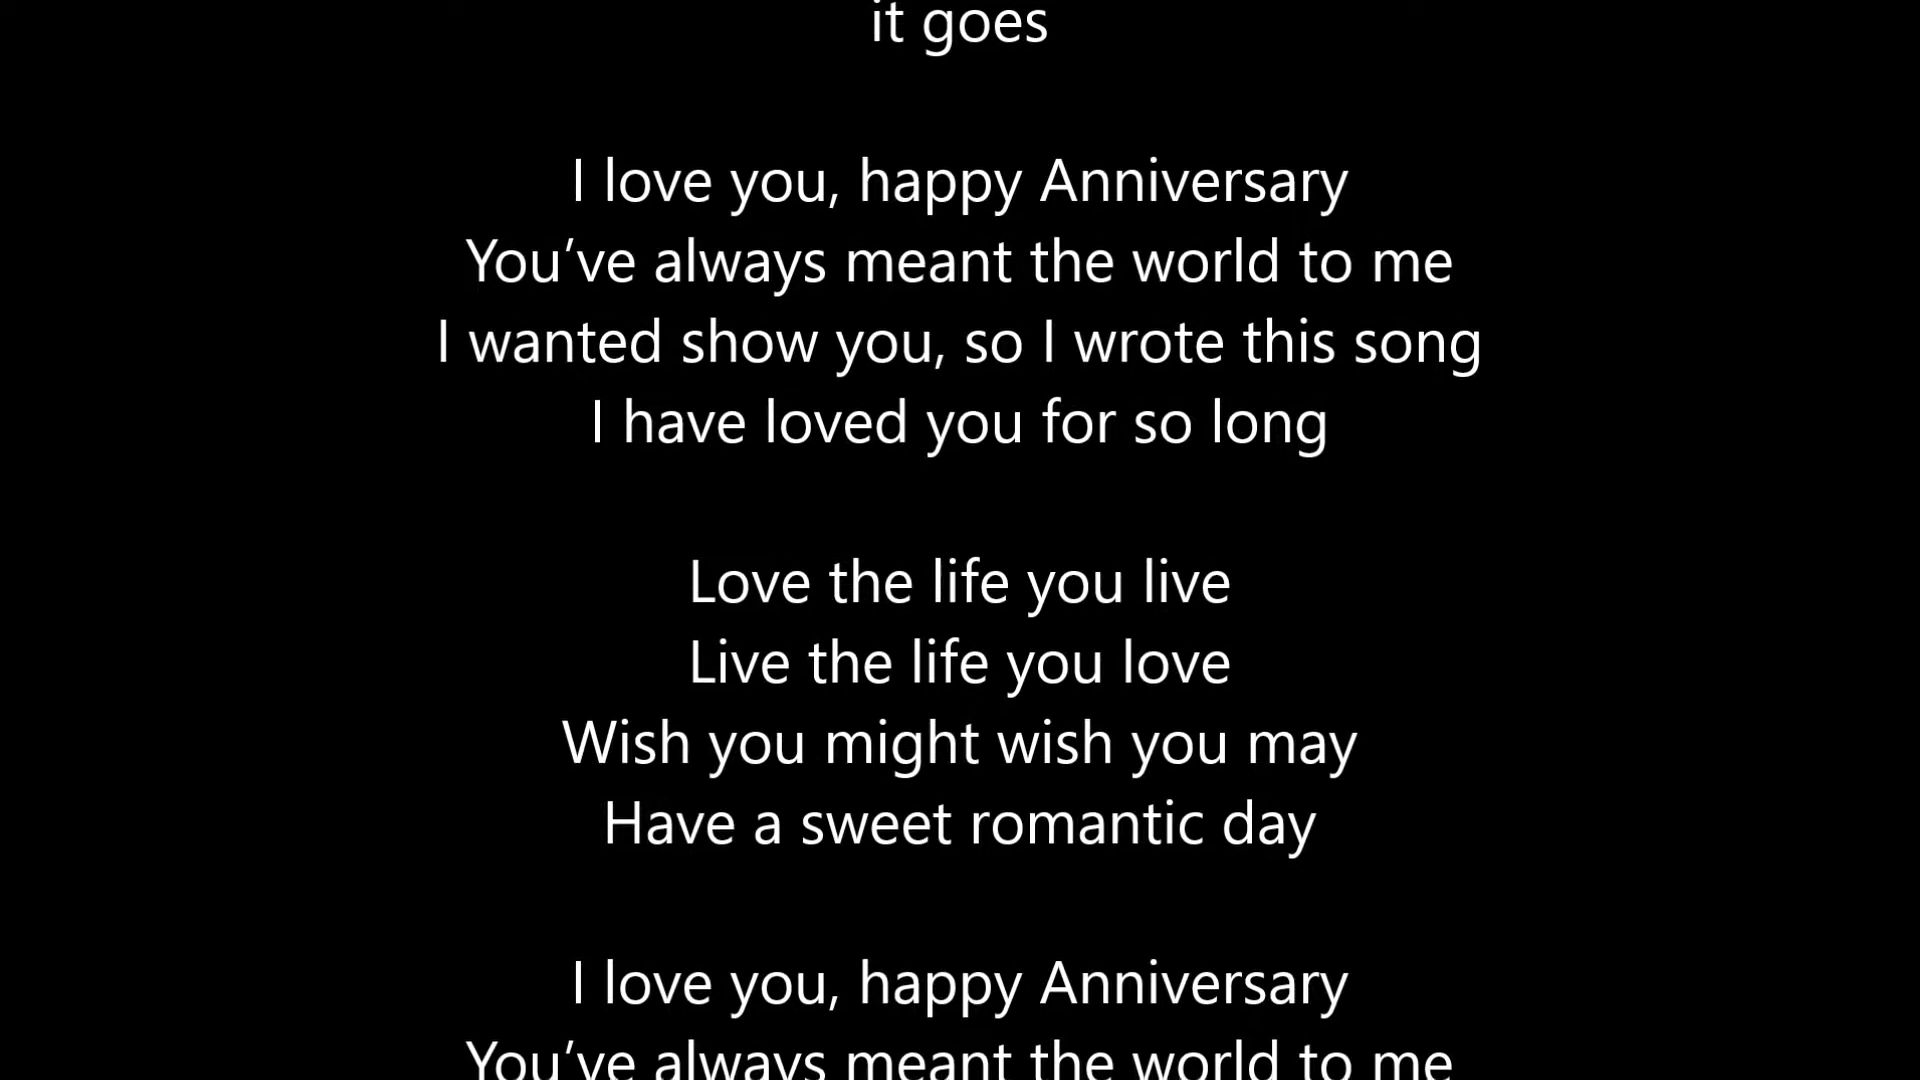 it goes
I love you, happy Anniversary
You’ve always meant the world to me
I wanted show you, so I wrote this song
I have loved you for so long
Love the life you live
Live the life you love
Wish you might wish you may
Have a sweet romantic day
I love you, happy Anniversary
You’ve always meant the world to me